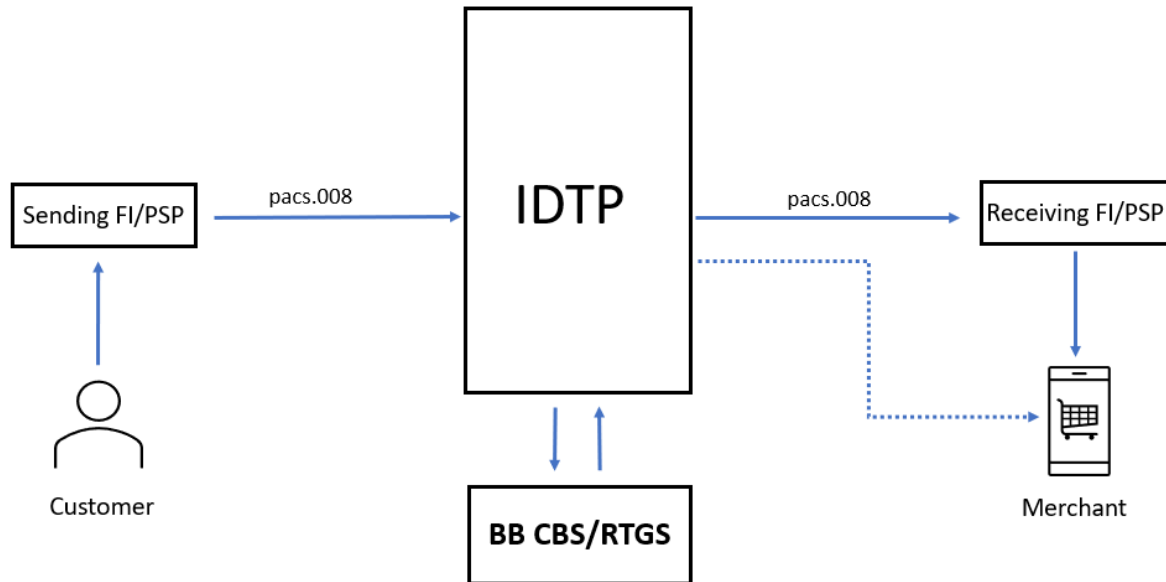 IDTP
pacs.008
pacs.008
Sending FI/PSP
Receiving FI/PSP
Customer
Merchant
BB CBS/RTGS